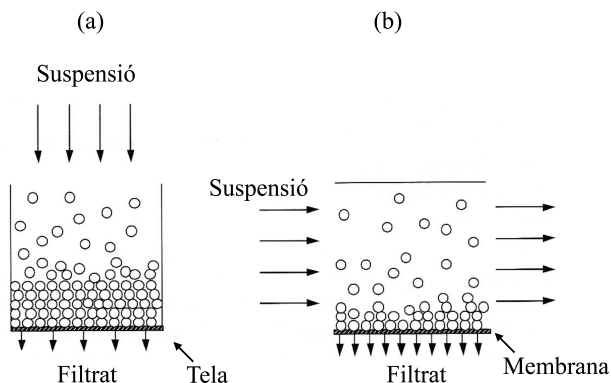 (a)
Suspensió
Filtrat
Tela
(b)
Suspensió
Filtrat
Membrana